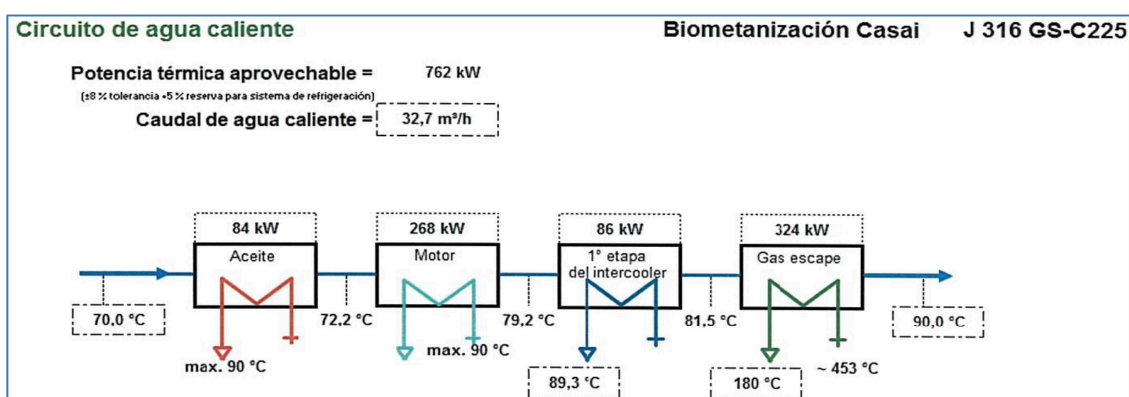 Circuito de agua caliente Biometanización Casai J 316 GS-C225
Potencia térmica aprovechable = 762 kW
(±8 % tolerancia +5 % reserva para sistema de refrigeración)
Caudal de agua caliente = 32,7 m³/h
84 kW 268 kW 86 kW 324 kW
Aceite Motor 1° etapa del intercooler Gas escape
70,0 °C 72,2 °C 79,2 °C 81,5 °C 90,0 °C
max. 90 °C max. 90 °C 89,3 °C 180 °C ~ 453 °C